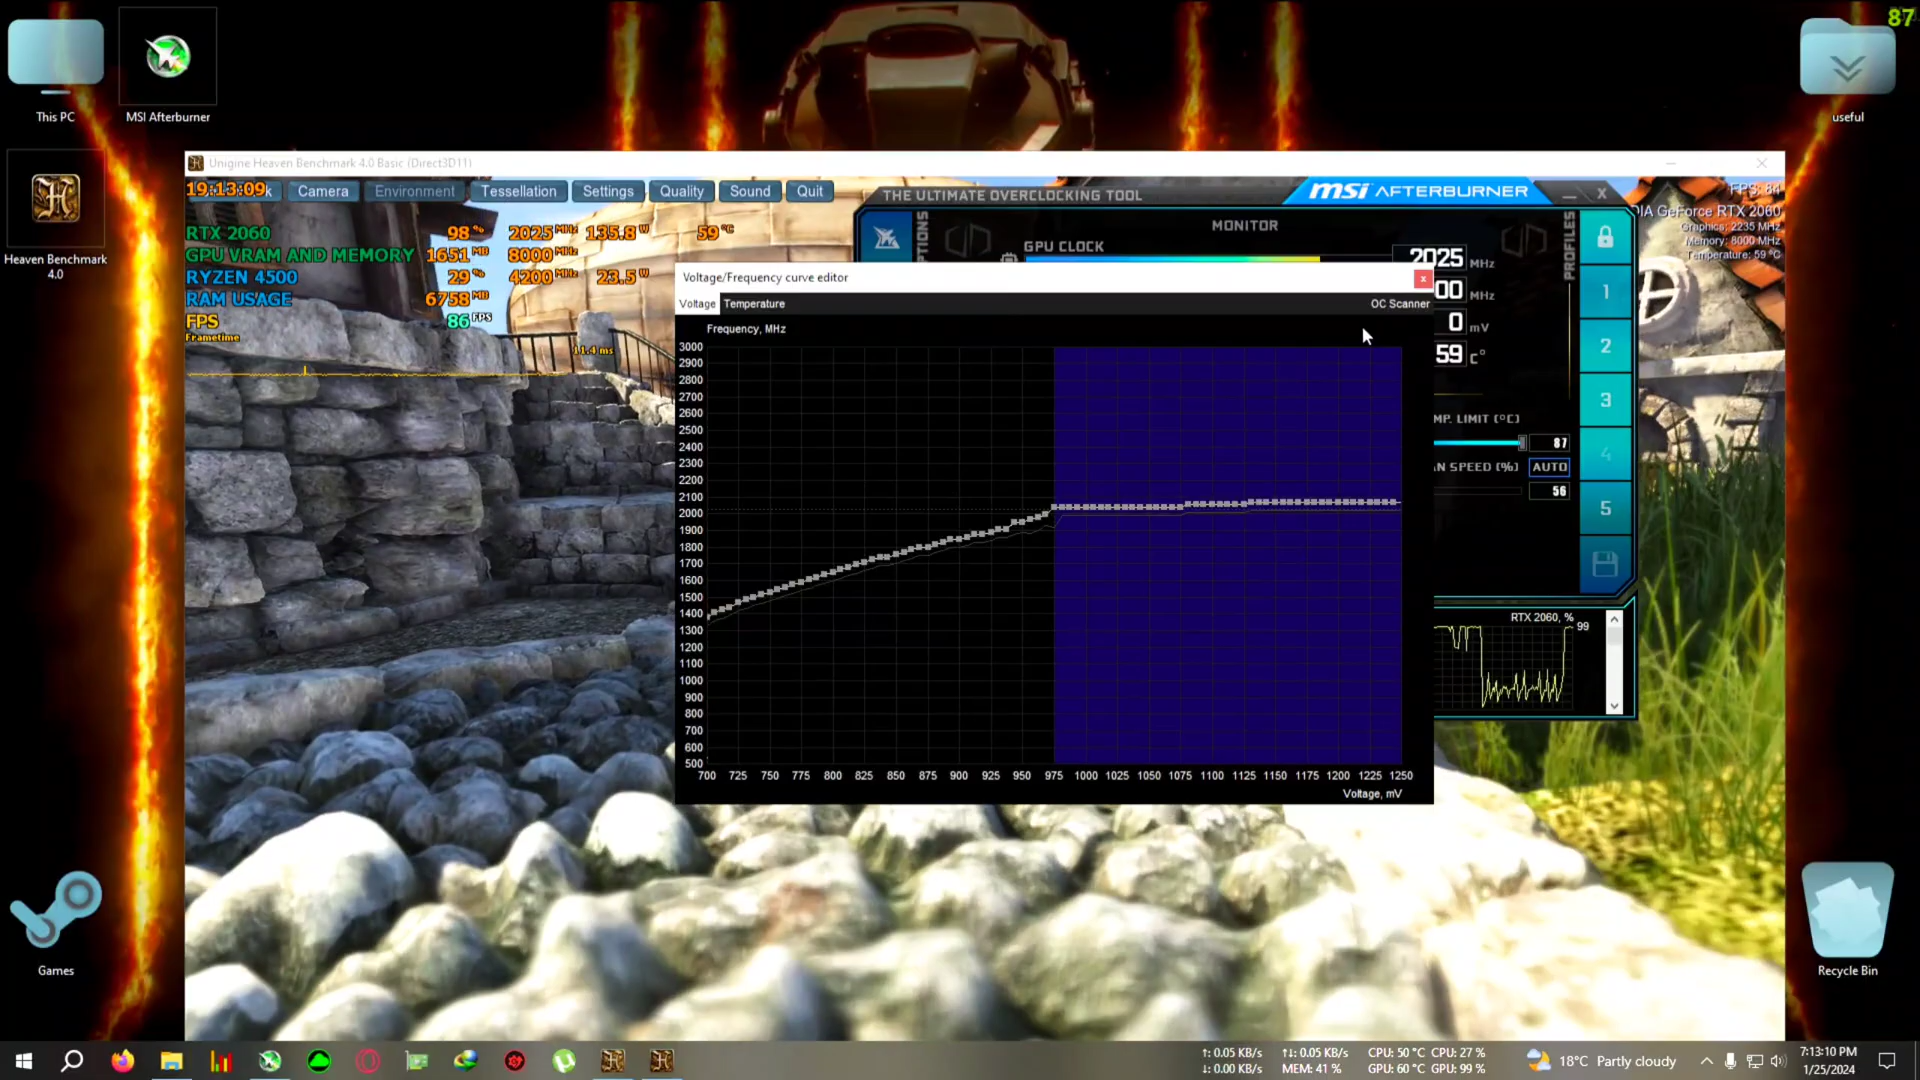 87
This PC
MSI Afterburner
useful
Heaven Benchmark
4.0
Games
Recycle Bin
Unigine Heaven Benchmark 4.0 Basic (Direct3D11)
19:13:09
Camera
Environment
Tessellation
Settings
Quality
Sound
Quit
RTX 2060 98 % 2025 MHz 135.8 W 59 °C
GPU VRAM AND MEMORY 1651 MB 8000 MHz
RYZEN 4500 29 % 4200 MHz 23.5 W
RAM USAGE 6758 MB
FPS 86 FPS
Frametime
11.4 ms
THE ULTIMATE OVERCLOCKING TOOL
msi AFTERBURNER
FPS: 84
DIA GeForce RTX 2060
Graphics: 2235 MHz
Memory: 8000 MHz
Temperature: 59 °C
MONITOR
GPU CLOCK
2025 MHz
00 MHz
0 mV
59 C°
PROFILES
1
2
3
4
5
MP. LIMIT (°C)
87
AN SPEED (%) AUTO
56
RTX 2060, % 99
Voltage/Frequency curve editor
x
Voltage Temperature OC Scanner
Frequency, MHz
3000
2900
2800
2700
2600
2500
2400
2300
2200
2100
2000
1900
1800
1700
1600
1500
1400
1300
1200
1100
1000
900
800
700
600
500
700 725 750 775 800 825 850 875 900 925 950 975 1000 1025 1050 1075 1100 1125 1150 1175 1200 1225 1250
Voltage, mV
↑: 0.05 KB/s
↓: 0.00 KB/s
↑↓: 0.05 KB/s
MEM: 41 %
CPU: 50 °C CPU: 27 %
GPU: 60 °C GPU: 99 %
18°C Partly cloudy
7:13:10 PM
1/25/2024